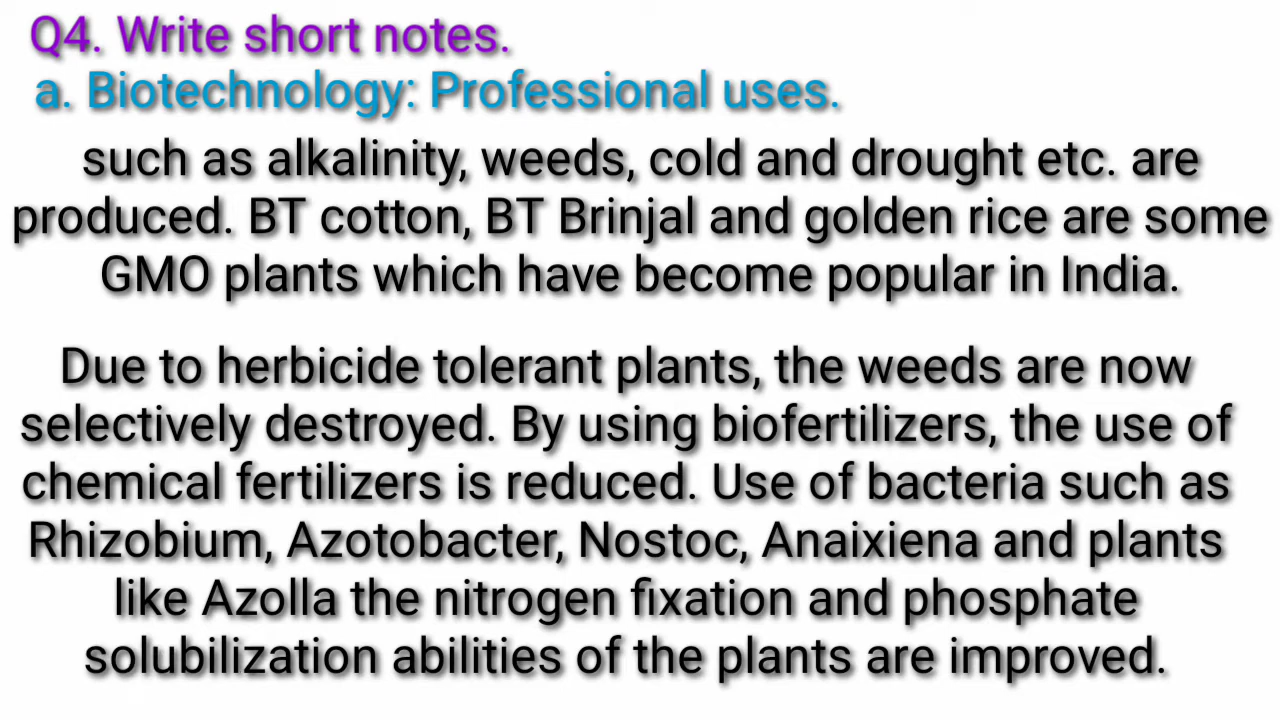 Q4. Write short notes.
a. Biotechnology: Professional uses.
such as alkalinity, weeds, cold and drought etc. are
produced. BT cotton, BT Brinjal and golden rice are some
GMO plants which have become popular in India.
Due to herbicide tolerant plants, the weeds are now
selectively destroyed. By using biofertilizers, the use of
chemical fertilizers is reduced. Use of bacteria such as
Rhizobium, Azotobacter, Nostoc, Anaixiena and plants
like Azolla the nitrogen fixation and phosphate
solubilization abilities of the plants are improved.